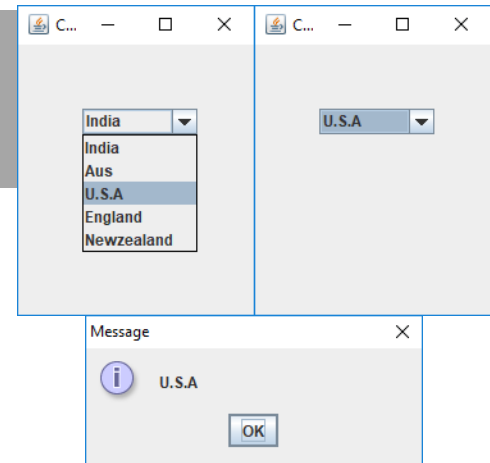 C...
C...
India
India
Aus
U.S.A
England
Newzealand
U.S.A
Message
U.S.A
OK